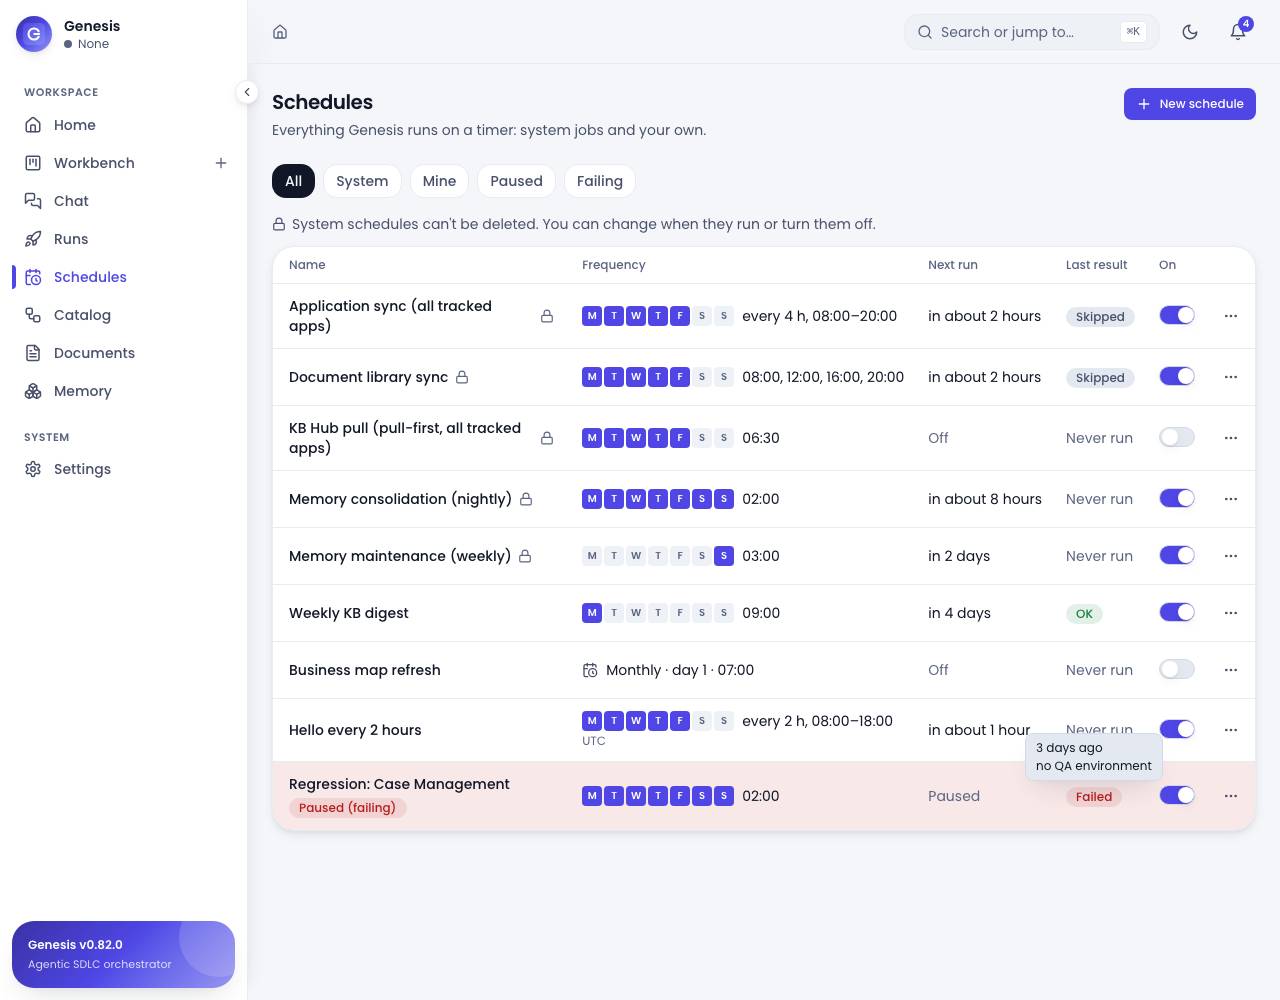 Genesis
None
WORKSPACE
Home
Workbench
Chat
Runs
Schedules
Catalog
Documents
Memory
SYSTEM
Settings
Genesis v0.82.0
Agentic SDLC orchestrator
Search or jump to…
⌘K
4
Schedules
Everything Genesis runs on a timer: system jobs and your own.
New schedule
All System Mine Paused Failing
System schedules can't be deleted. You can change when they run or turn them off.
Name Frequency Next run Last result On
Application sync (all tracked apps) M T W T F S S every 4 h, 08:00–20:00 in about 2 hours Skipped
Document library sync M T W T F S S 08:00, 12:00, 16:00, 20:00 in about 2 hours Skipped
KB Hub pull (pull-first, all tracked apps) M T W T F S S 06:30 Off Never run
Memory consolidation (nightly) M T W T F S S 02:00 in about 8 hours Never run
Memory maintenance (weekly) M T W T F S S 03:00 in 2 days Never run
Weekly KB digest M T W T F S S 09:00 in 4 days OK
Business map refresh Monthly · day 1 · 07:00 Off Never run
Hello every 2 hours M T W T F S S every 2 h, 08:00–18:00 in about 1 hour Never run
UTC
3 days ago
no QA environment
Regression: Case Management M T W T F S S 02:00 Paused Failed
Paused (failing)